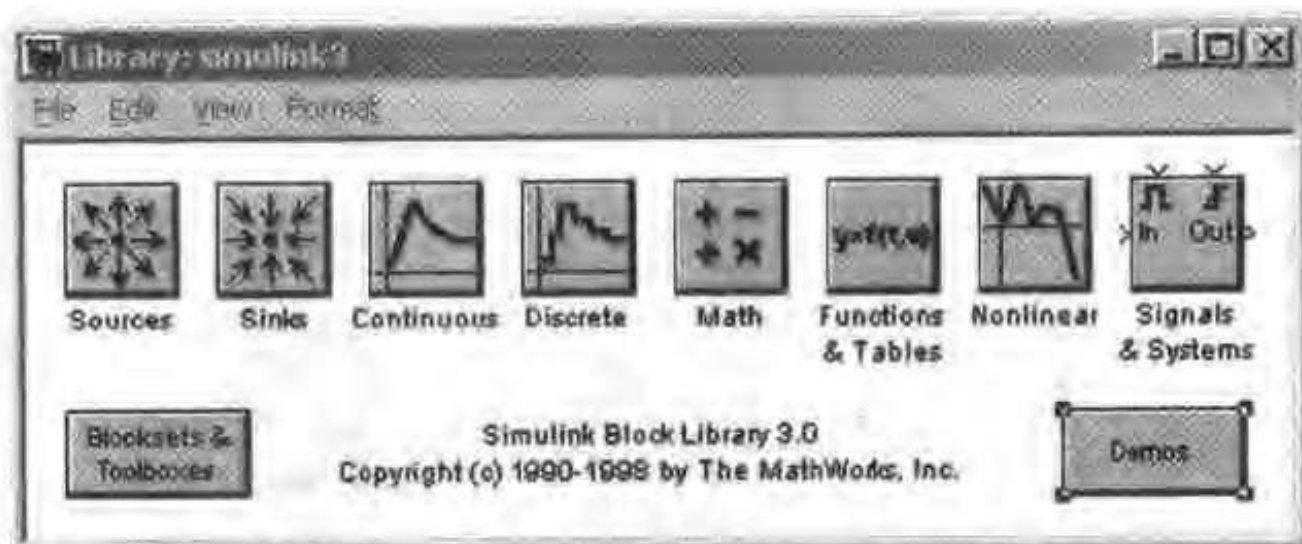 Library: simulink3
File Edit View Format
y=f(t,u)
In Out
Sources Sinks Continuous Discrete Math Functions & Tables Nonlinear Signals & Systems
Blocksets & Toolboxes
Simulink Block Library 3.0
Copyright (c) 1990-1998 by The MathWorks, Inc.
Demos